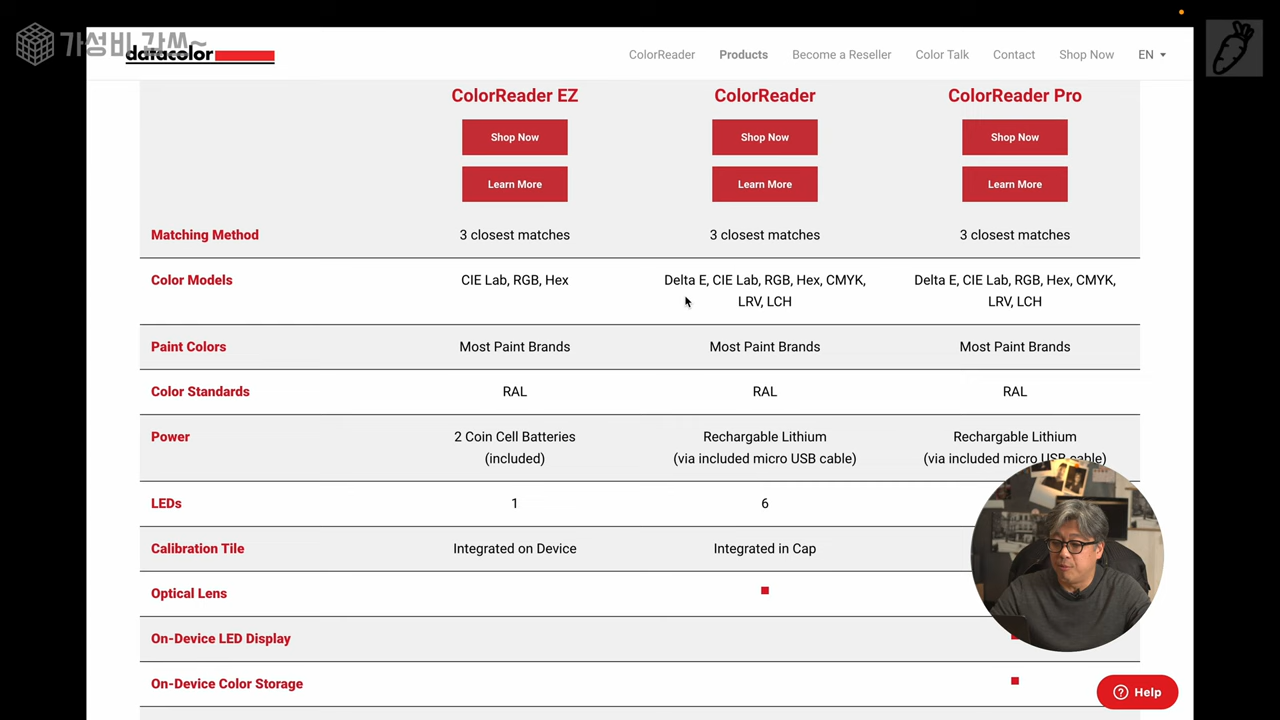 가성비 갑쓰~
datacolor
ColorReader Products Become a Reseller Color Talk Contact Shop Now EN
ColorReader EZ ColorReader ColorReader Pro
Shop Now Shop Now Shop Now
Learn More Learn More Learn More
Matching Method 3 closest matches 3 closest matches 3 closest matches
Color Models CIE Lab, RGB, Hex Delta E, CIE Lab, RGB, Hex, CMYK, Delta E, CIE Lab, RGB, Hex, CMYK,
LRV, LCH LRV, LCH
Paint Colors Most Paint Brands Most Paint Brands Most Paint Brands
Color Standards RAL RAL RAL
Power 2 Coin Cell Batteries Rechargable Lithium Rechargable Lithium
(included) (via included micro USB cable) (via included micro USB cable)
LEDs 1 6
Calibration Tile Integrated on Device Integrated in Cap
Optical Lens
On-Device LED Display
On-Device Color Storage
Help